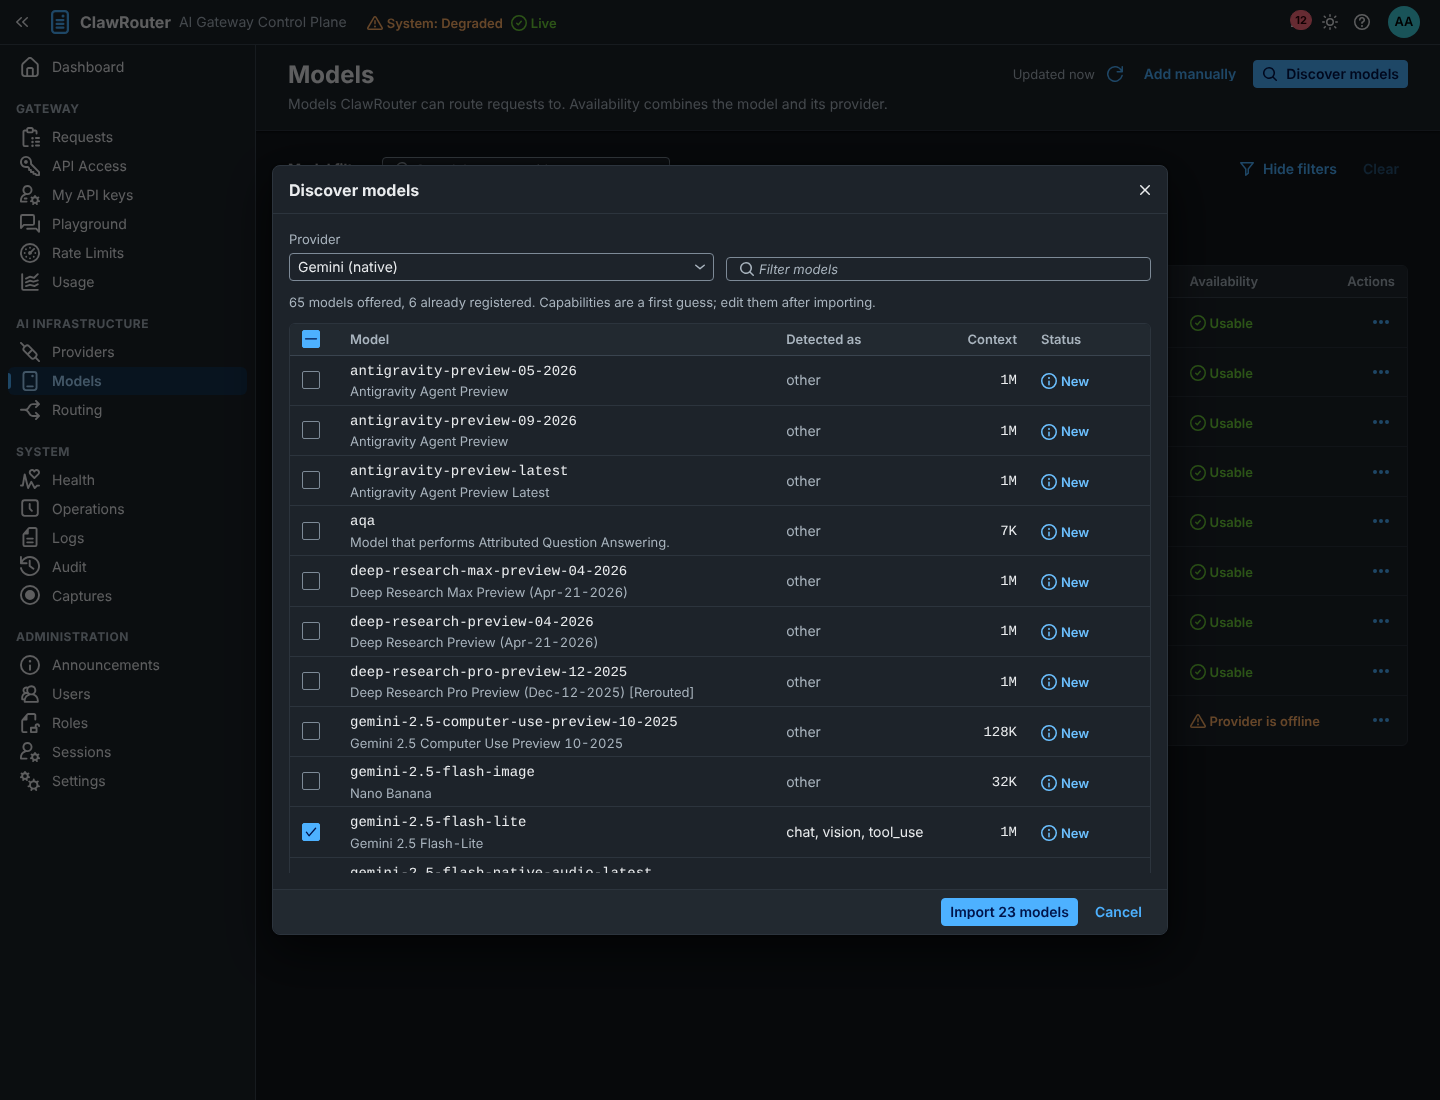 ClawRouter AI Gateway Control Plane System: Degraded Live 12 AA
Dashboard
GATEWAY
Requests
API Access
My API keys
Playground
Rate Limits
Usage
AI INFRASTRUCTURE
Providers
Models
Routing
SYSTEM
Health
Operations
Logs
Audit
Captures
ADMINISTRATION
Announcements
Users
Roles
Sessions
Settings
Models
Models ClawRouter can route requests to. Availability combines the model and its provider.
Updated now Add manually Discover models
Hide filters Clear
Availability Actions
Usable
Usable
Usable
Usable
Usable
Usable
Usable
Usable
Provider is offline
Discover models
Provider
Gemini (native) Filter models
65 models offered, 6 already registered. Capabilities are a first guess; edit them after importing.
Model Detected as Context Status
antigravity-preview-05-2026
Antigravity Agent Preview
other 1M New
antigravity-preview-09-2026
Antigravity Agent Preview
other 1M New
antigravity-preview-latest
Antigravity Agent Preview Latest
other 1M New
aqa
Model that performs Attributed Question Answering.
other 7K New
deep-research-max-preview-04-2026
Deep Research Max Preview (Apr-21-2026)
other 1M New
deep-research-preview-04-2026
Deep Research Preview (Apr-21-2026)
other 1M New
deep-research-pro-preview-12-2025
Deep Research Pro Preview (Dec-12-2025) [Rerouted]
other 1M New
gemini-2.5-computer-use-preview-10-2025
Gemini 2.5 Computer Use Preview 10-2025
other 128K New
gemini-2.5-flash-image
Nano Banana
other 32K New
gemini-2.5-flash-lite
Gemini 2.5 Flash-Lite
chat, vision, tool_use 1M New
gemini-2.5-flash-native-audio-latest
Import 23 models Cancel